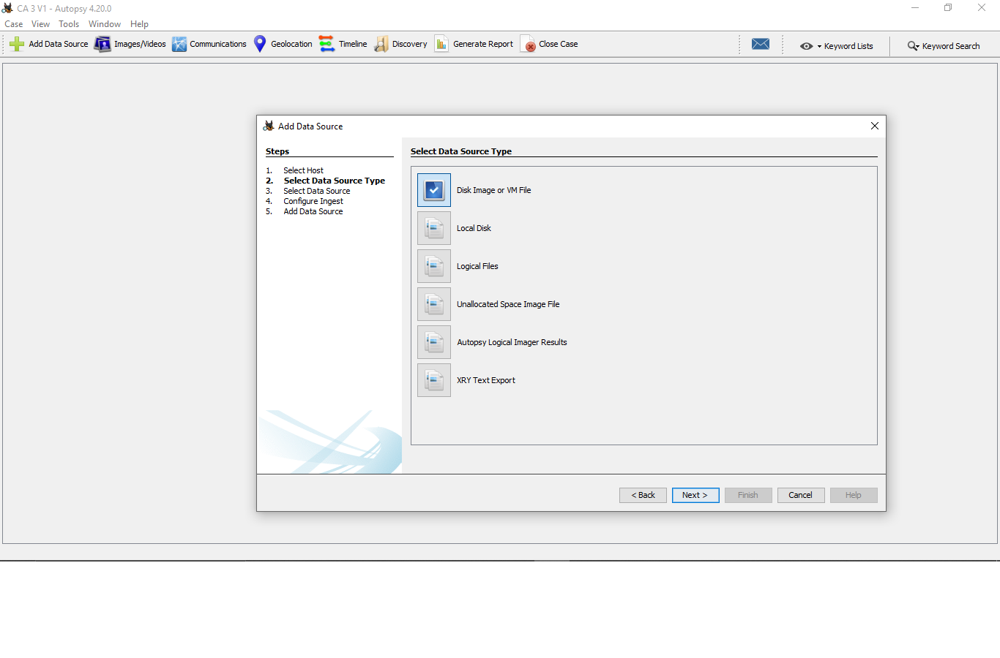 CA 3 V1 - Autopsy 4.20.0
Case View Tools Window Help
Add Data Source Images/Videos Communications Geolocation Timeline Discovery Generate Report Close Case Keyword Lists Keyword Search
Add Data Source
Steps
1. Select Host
2. Select Data Source Type
3. Select Data Source
4. Configure Ingest
5. Add Data Source
Select Data Source Type
Disk Image or VM File
Local Disk
Logical Files
Unallocated Space Image File
Autopsy Logical Imager Results
XRY Text Export
< Back Next > Finish Cancel Help